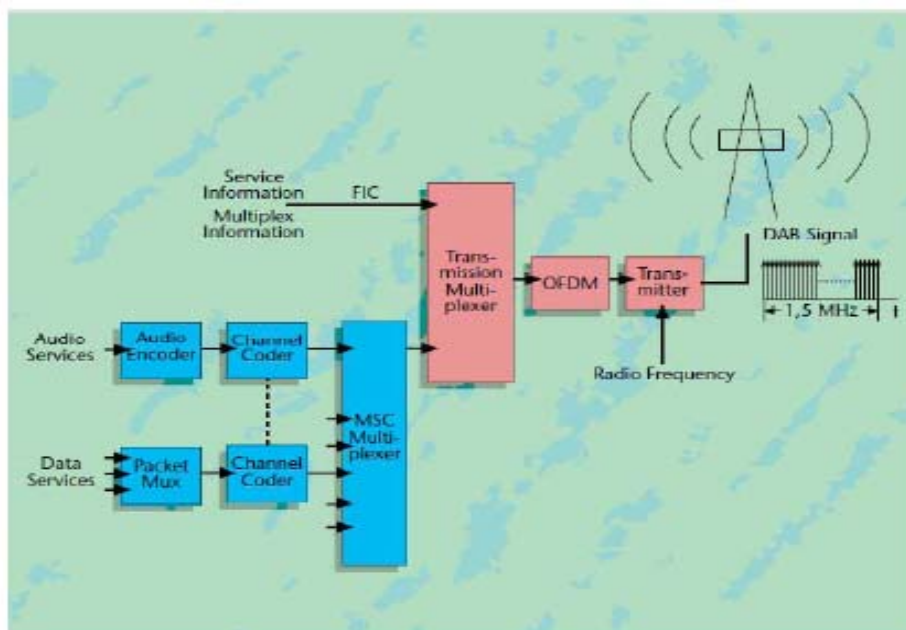 Service
Information
FIC
Multiplex
Information
Trans-
mission
Multi-
plexer
OFDM
Trans-
mitter
DAB Signal
1,5 MHz
f
Radio Frequency
Audio
Services
Audio
Encoder
Channel
Coder
MSC
Multi-
plexer
Data
Services
Packet
Mux
Channel
Coder